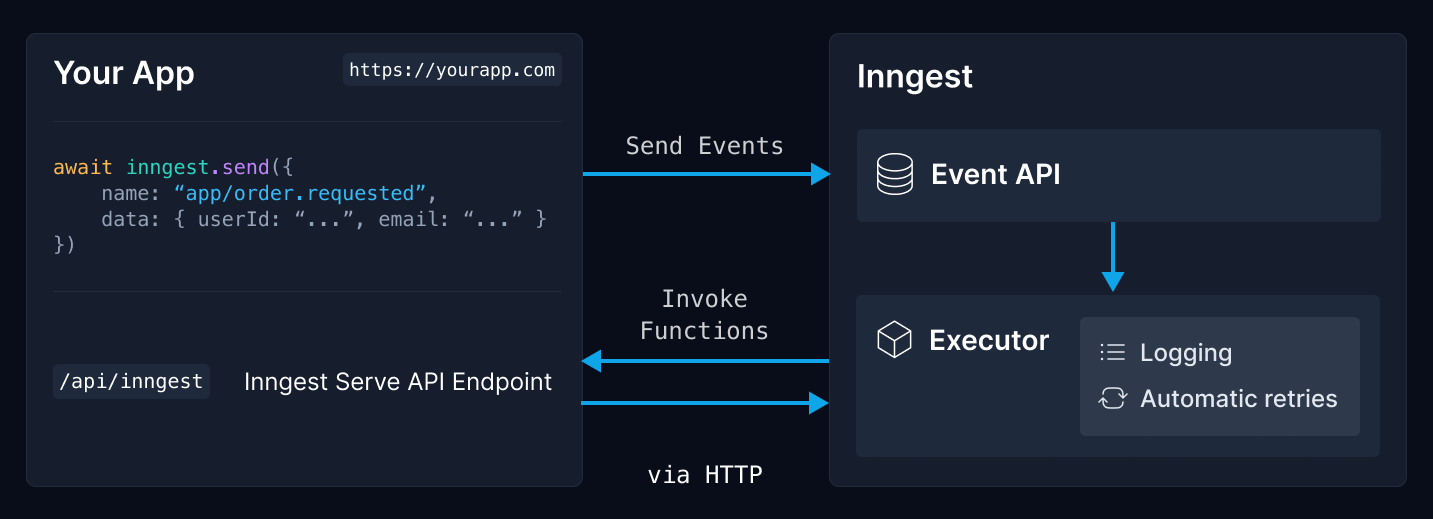 Your App
https://yourapp.com
await inngest.send({
    name: “app/order.requested”,
    data: { userId: “...”, email: “...” }
})
/api/inngest
Inngest Serve API Endpoint
Send Events
Invoke
Functions
via HTTP
Inngest
Event API
Executor
Logging
Automatic retries